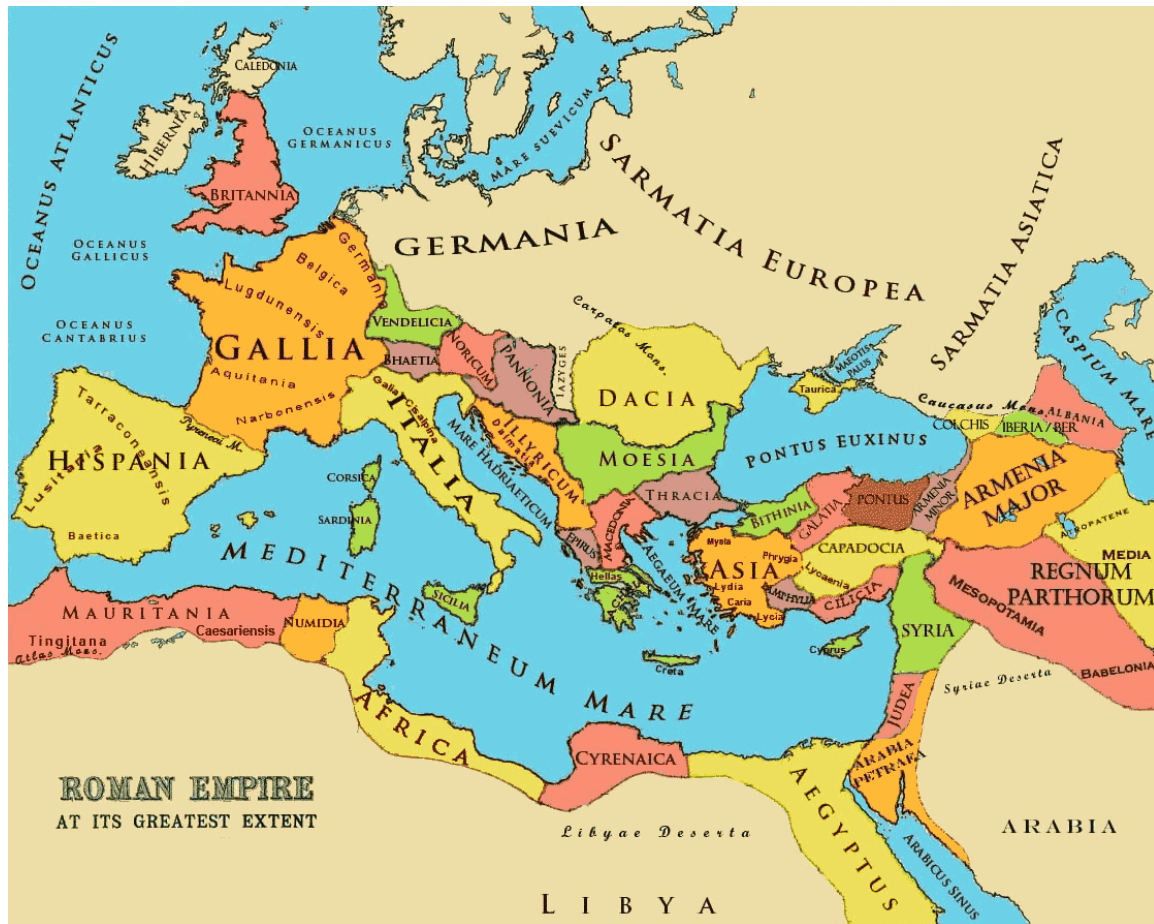 OCEANUS ATLANTICUS
CALEDONIA
HIBERNIA
BRITANNIA
OCEANUS
GERMANICUS
MARE SUEVICUM
SARMATIA EUROPEA
SARMATIA ASIATICA
OCEANUS
GALLICUS
OCEANUS
CANTABRIUS
GERMANIA
Germania
Belgica
Lugdunensis
GALLIA
Aquitania
Narbonensis
VENDELICIA
RHAETIA
NORICUM
PANNONIA
IAZYGES
Carpatos Mons.
DACIA
Taurica
MAEOTIS
PALUS
CASPIUM MARE
Caucasus Mons.
COLCHIS
IBERIA/BER
ALBANIA
Pyrenaei M.
Tarraconeansis
HISPANIA
Lusitania
Baetica
Gallia
Cisalpina
ITALIA
CORSICA
SARDINIA
SICILIA
MARE HADRIAETICUM
ILLYRICUM
Dalmatia
MOESIA
THRACIA
MACEDONIA
EPIRUS
Hellas
AEGAEUM MARE
PONTUS EUXINUS
BITHINIA
GALATIA
PONTUS
ARMENIA
MINOR
ARMENIA
MAJOR
ATROPATENE
MEDIA
REGNUM
PARTHORUM
MESOPOTAMIA
BABELONIA
Mysia
Phrygia
ASIA
Lydia
Caria
Lycia
CAPADOCIA
Lycaenia
PAMPHYLIA
CILICIA
SYRIA
Cyprus
Creta
MEDITERRANEUM MARE
MAURITANIA
Tingitana
Caesariensis
Atlas Mons.
NUMIDIA
AFRICA
CYRENAICA
AEGYPTUS
JUDEA
Syriae Deserta
ARABIA
PETRAEA
ARABICUS SINUS
ARABIA
Libyae Deserta
LIBYA
ROMAN EMPIRE
AT ITS GREATEST EXTENT